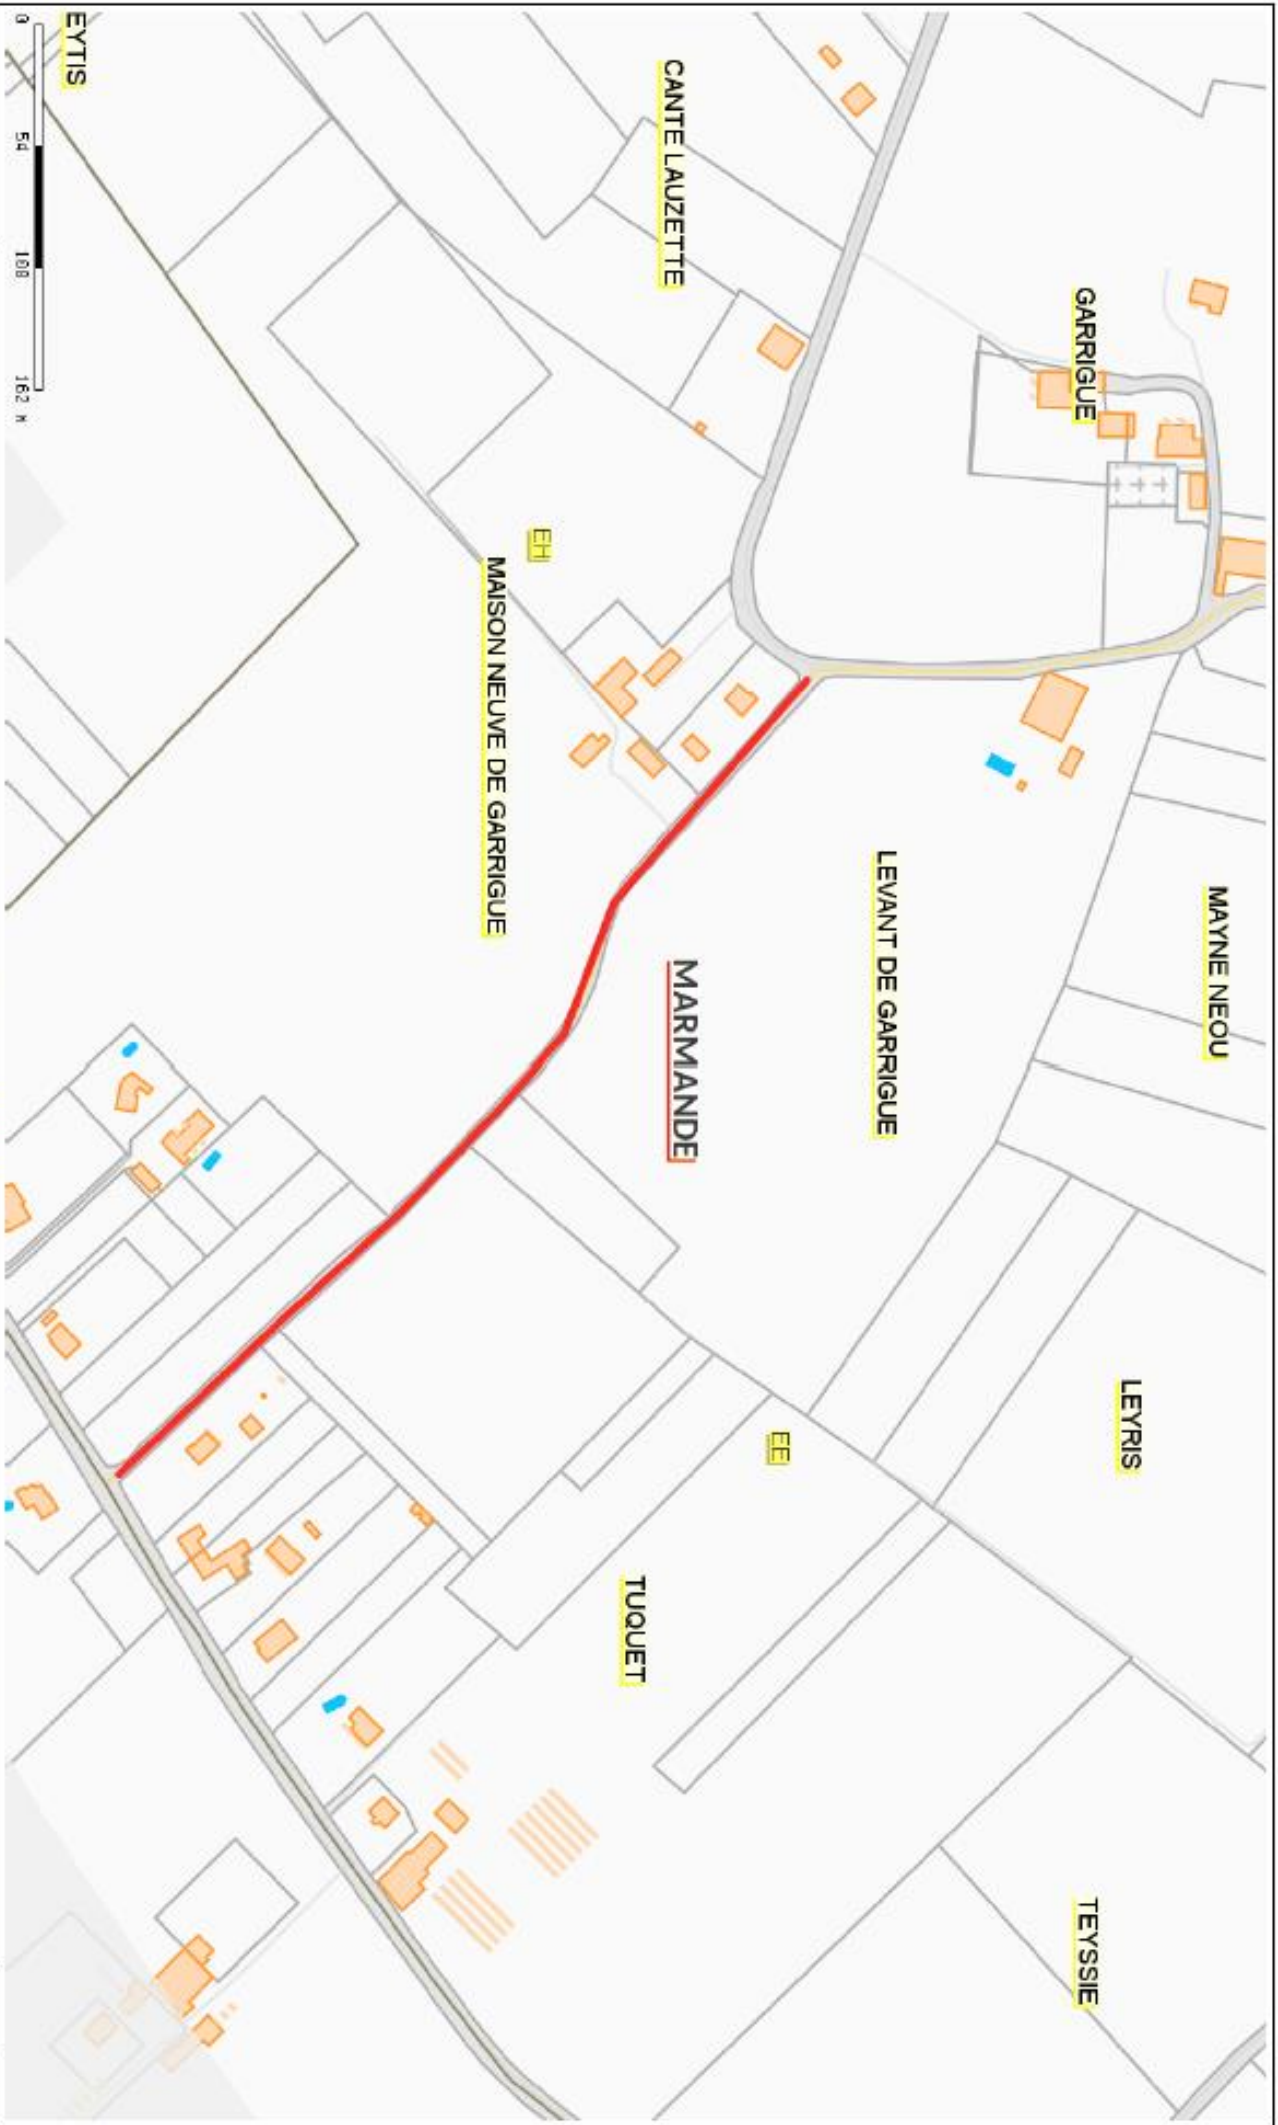 MAYNE NEOU
LEYRIS
TEYSSIE
GARRIGUE
LEVANT DE GARRIGUE
EE
CANTE LAUZETTE
MARMANDE
TUQUET
EH
MAISON NEUVE DE GARRIGUE
EYTIS
0 54 108 162 m